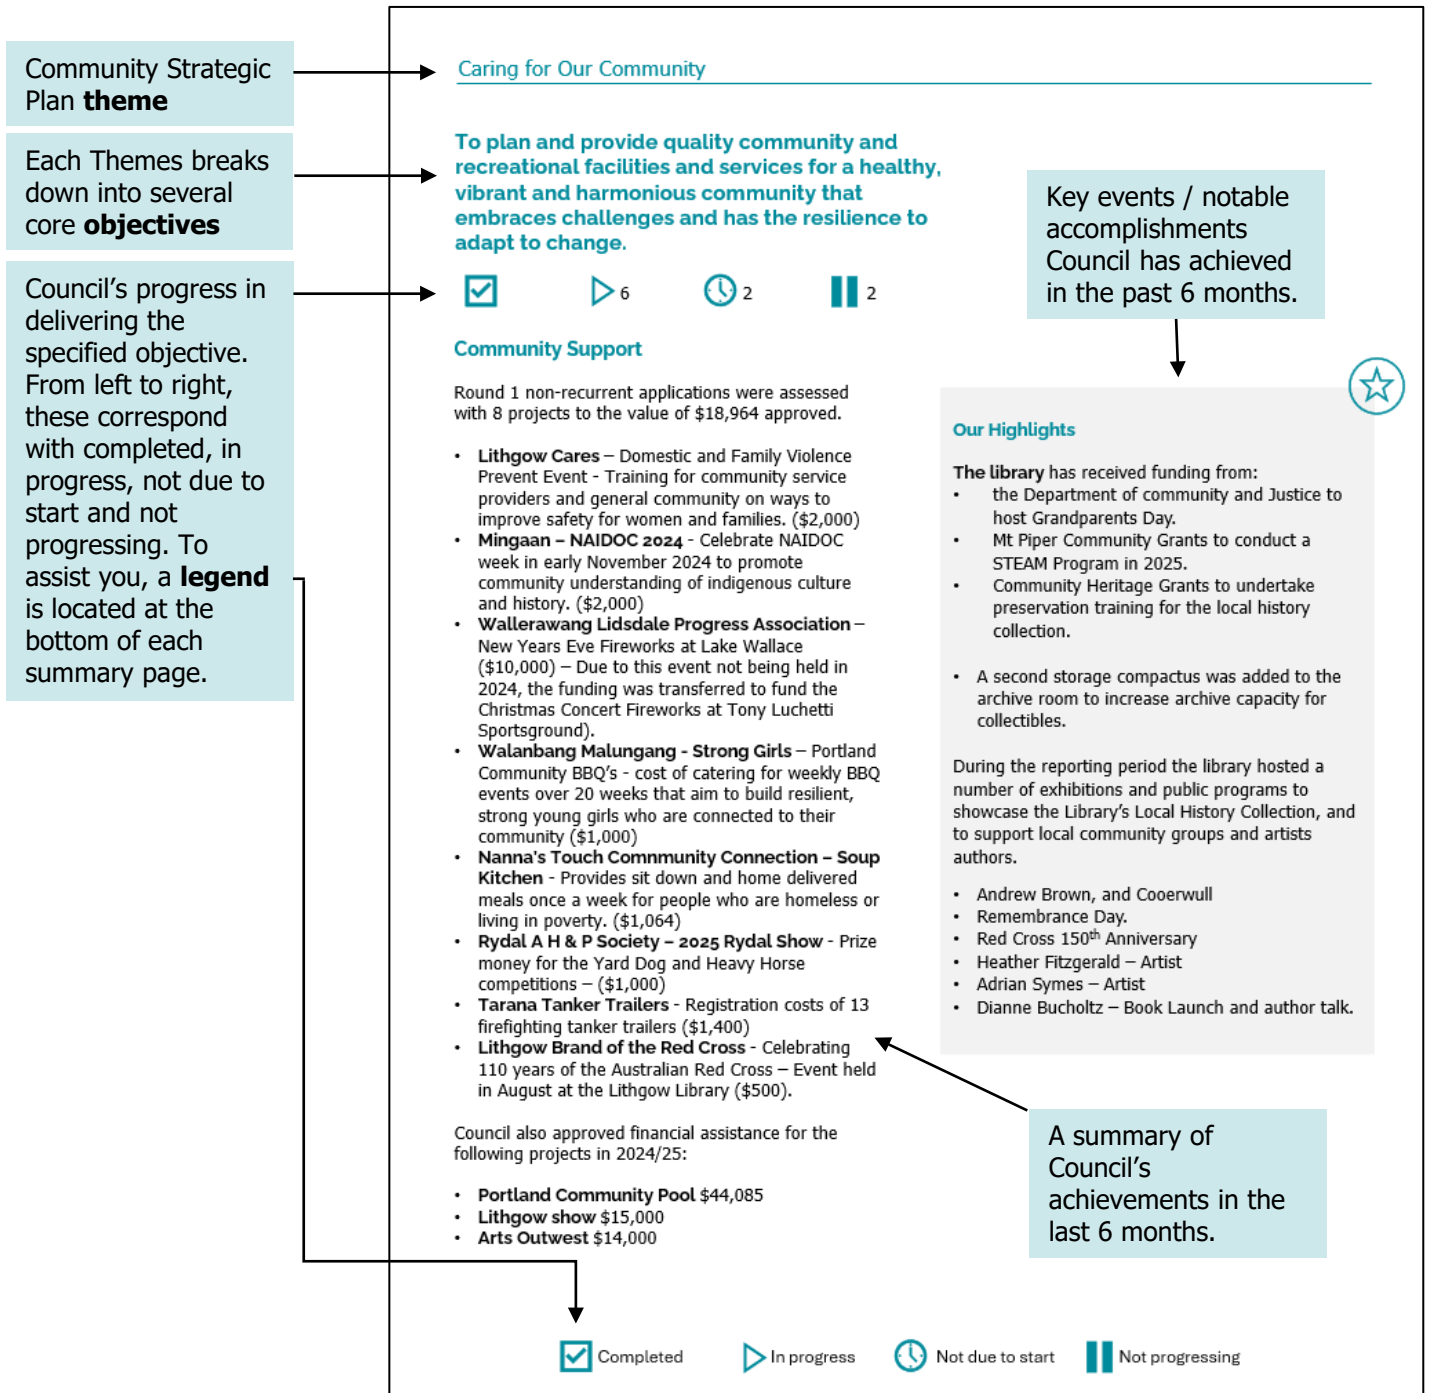 Community Strategic
Plan theme
Each Themes breaks
down into several
core objectives
Council's progress in
delivering the
specified objective.
From left to right,
these correspond
with completed, in
progress, not due to
start and not
progressing. To
assist you, a legend
is located at the
bottom of each
summary page.
Caring for Our Community
To plan and provide quality community and
recreational facilities and services for a healthy,
vibrant and harmonious community that
embraces challenges and has the resilience to
adapt to change.
6
2
2
Community Support
Round 1 non-recurrent applications were assessed
with 8 projects to the value of $18,964 approved.
• Lithgow Cares – Domestic and Family Violence
Prevent Event - Training for community service
providers and general community on ways to
improve safety for women and families. ($2,000)
• Mingaan – NAIDOC 2024 - Celebrate NAIDOC
week in early November 2024 to promote
community understanding of indigenous culture
and history. ($2,000)
• Wallerawang Lidsdale Progress Association –
New Years Eve Fireworks at Lake Wallace
($10,000) – Due to this event not being held in
2024, the funding was transferred to fund the
Christmas Concert Fireworks at Tony Luchetti
Sportsground).
• Walanbang Malungang - Strong Girls – Portland
Community BBQ's - cost of catering for weekly BBQ
events over 20 weeks that aim to build resilient,
strong young girls who are connected to their
community ($1,000)
• Nanna's Touch Comnmunity Connection – Soup
Kitchen - Provides sit down and home delivered
meals once a week for people who are homeless or
living in poverty. ($1,064)
• Rydal A H & P Society – 2025 Rydal Show - Prize
money for the Yard Dog and Heavy Horse
competitions – ($1,000)
• Tarana Tanker Trailers - Registration costs of 13
firefighting tanker trailers ($1,400)
• Lithgow Brand of the Red Cross - Celebrating
110 years of the Australian Red Cross – Event held
in August at the Lithgow Library ($500).
Council also approved financial assistance for the
following projects in 2024/25:
• Portland Community Pool $44,085
• Lithgow show $15,000
• Arts Outwest $14,000
Key events / notable
accomplishments
Council has achieved
in the past 6 months.
Our Highlights
The library has received funding from:
• the Department of community and Justice to
host Grandparents Day.
• Mt Piper Community Grants to conduct a
STEAM Program in 2025.
• Community Heritage Grants to undertake
preservation training for the local history
collection.
• A second storage compactus was added to the
archive room to increase archive capacity for
collectibles.
During the reporting period the library hosted a
number of exhibitions and public programs to
showcase the Library's Local History Collection, and
to support local community groups and artists
authors.
• Andrew Brown, and Cooerwull
• Remembrance Day.
• Red Cross 150th Anniversary
• Heather Fitzgerald – Artist
• Adrian Symes – Artist
• Dianne Bucholtz – Book Launch and author talk.
A summary of
Council's
achievements in the
last 6 months.
Completed
In progress
Not due to start
Not progressing